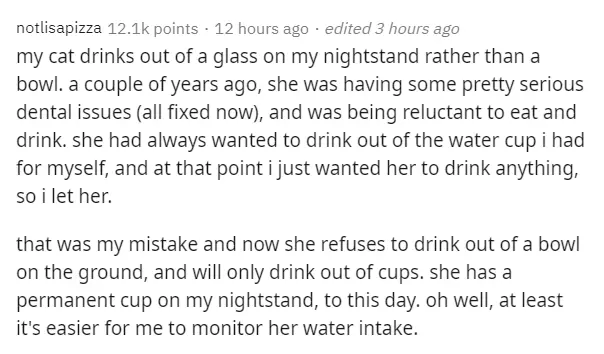 notlisapizza 12.1k points · 12 hours ago · edited 3 hours ago
my cat drinks out of a glass on my nightstand rather than a
bowl. a couple of years ago, she was having some pretty serious
dental issues (all fixed now), and was being reluctant to eat and
drink. she had always wanted to drink out of the water cup i had
for myself, and at that point i just wanted her to drink anything,
so i let her.
that was my mistake and now she refuses to drink out of a bowl
on the ground, and will only drink out of cups. she has a
permanent cup on my nightstand, to this day. oh well, at least
it's easier for me to monitor her water intake.